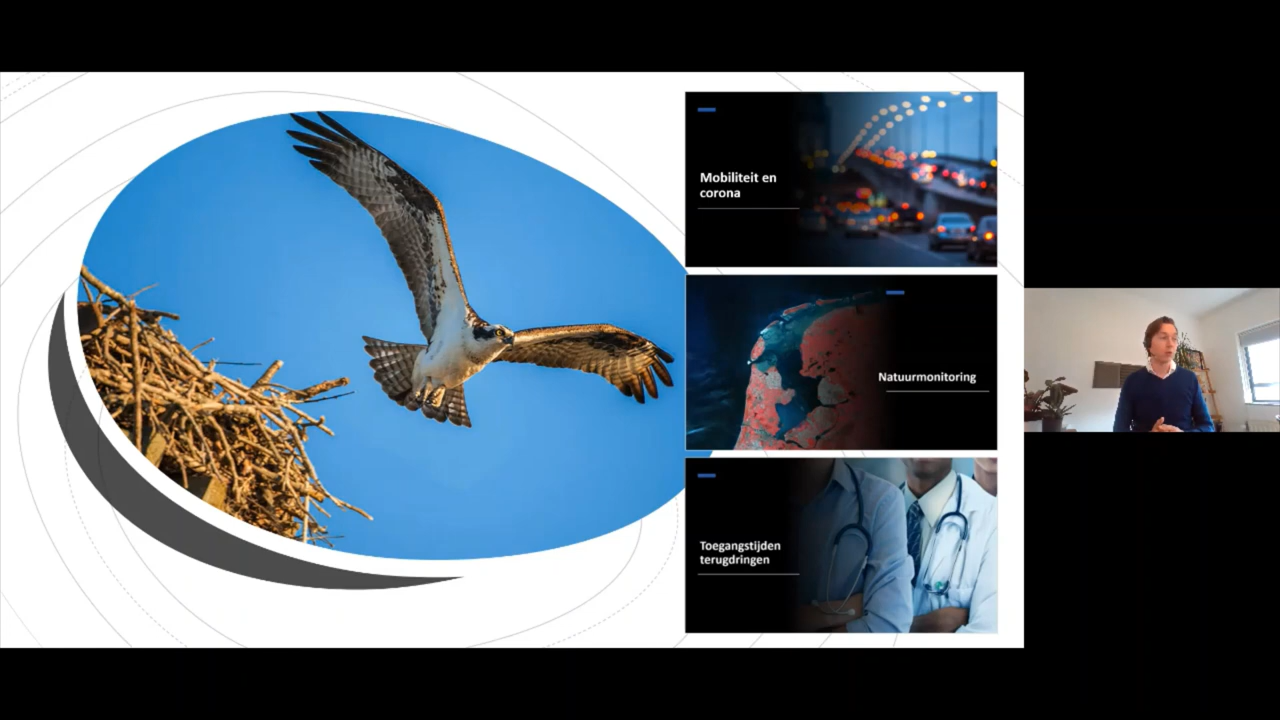 Mobiliteit en
corona
Natuurmonitoring
Toegangstijden
terugdringen